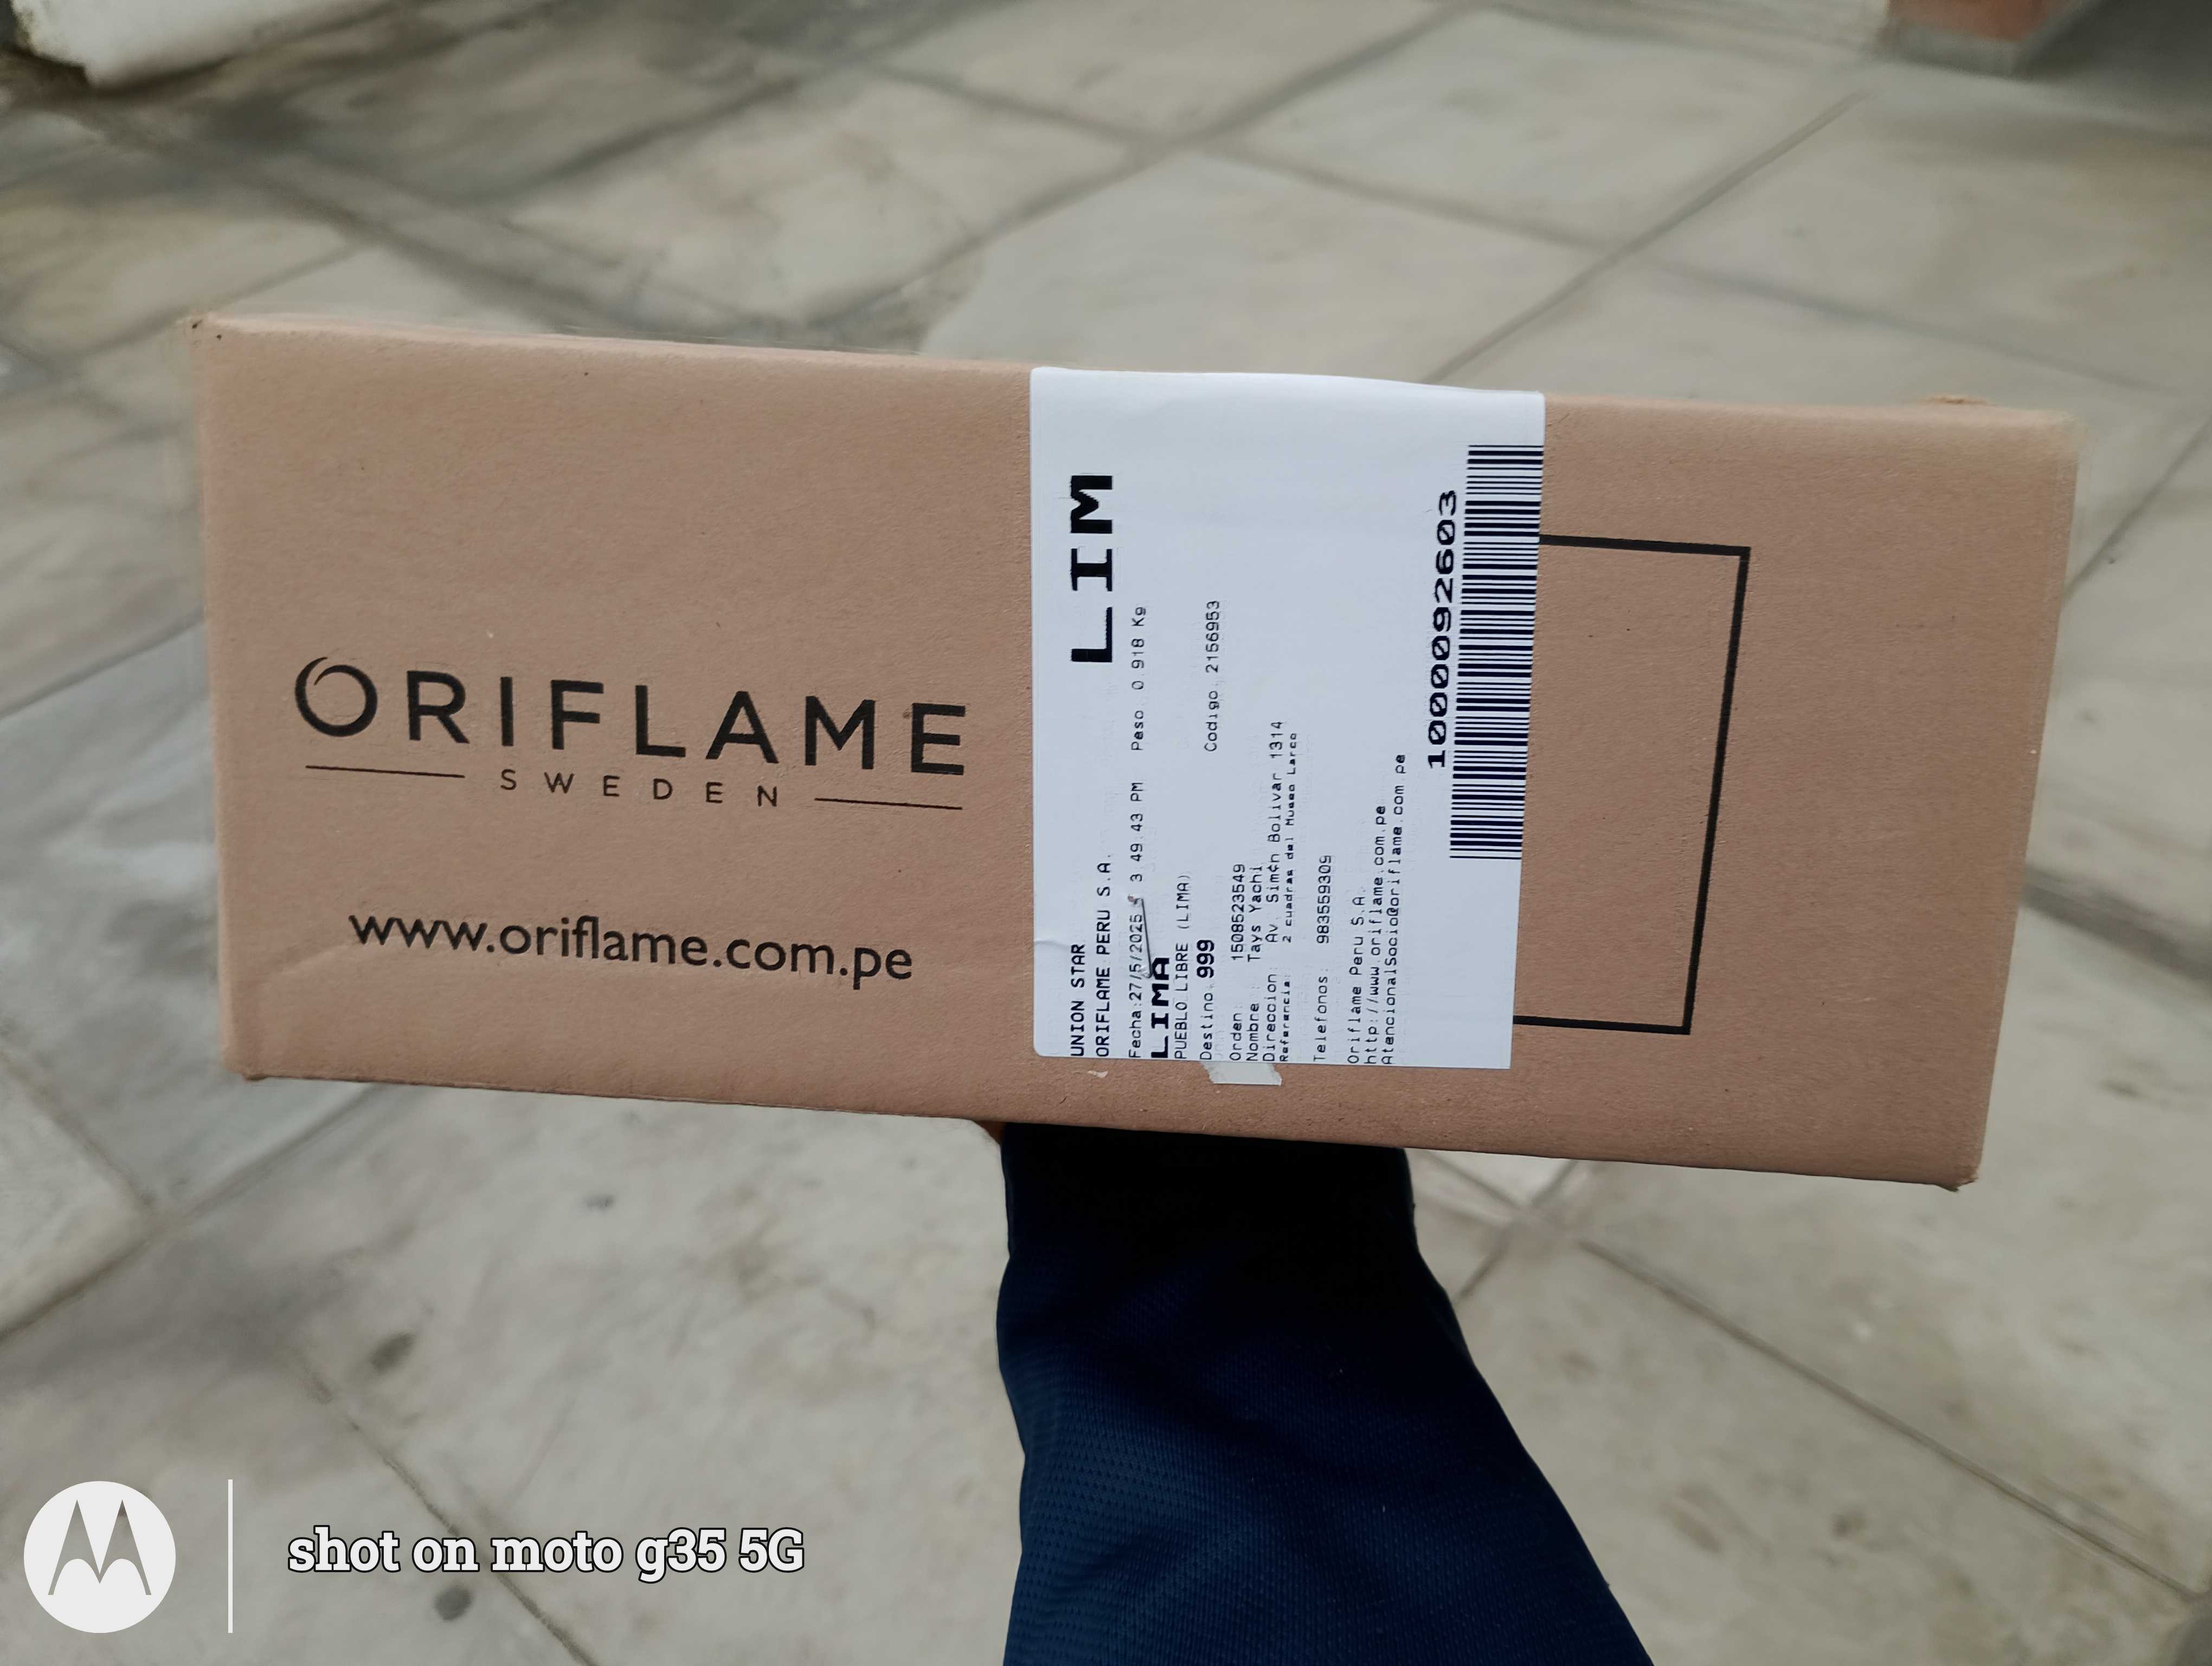 ORIFLAME
SWEDEN
www.oriflame.com.pe
LIM
UNION STAR
ORIFLAME PERU S.A.
Fecha:27/5/2025 3 49 43 PM Peso 0 918 Kg
LIMA
PUEBLO LIBRE (LIMA)
Destino 999 Codigo 2156953
Orden 1508523549
Nombre : Tays Yachi
Direccion: Av Sim¢n Bolivar 1314
Referencia: 2 cuadras del Museo Larco
Telefonos: 983559309
Oriflame Peru S.A.
http://www.oriflame.com.pe
AtencionalSocio@oriflame.com pe
10000092603
shot on moto g35 5G